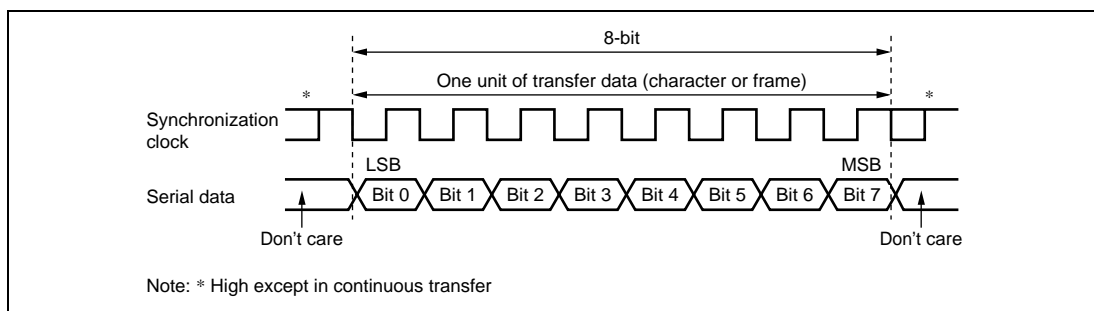 8-bit
One unit of transfer data (character or frame)
* *
Synchronization
clock
LSB MSB
Serial data Bit 0 Bit 1 Bit 2 Bit 3 Bit 4 Bit 5 Bit 6 Bit 7
Don't care Don't care
Note: * High except in continuous transfer